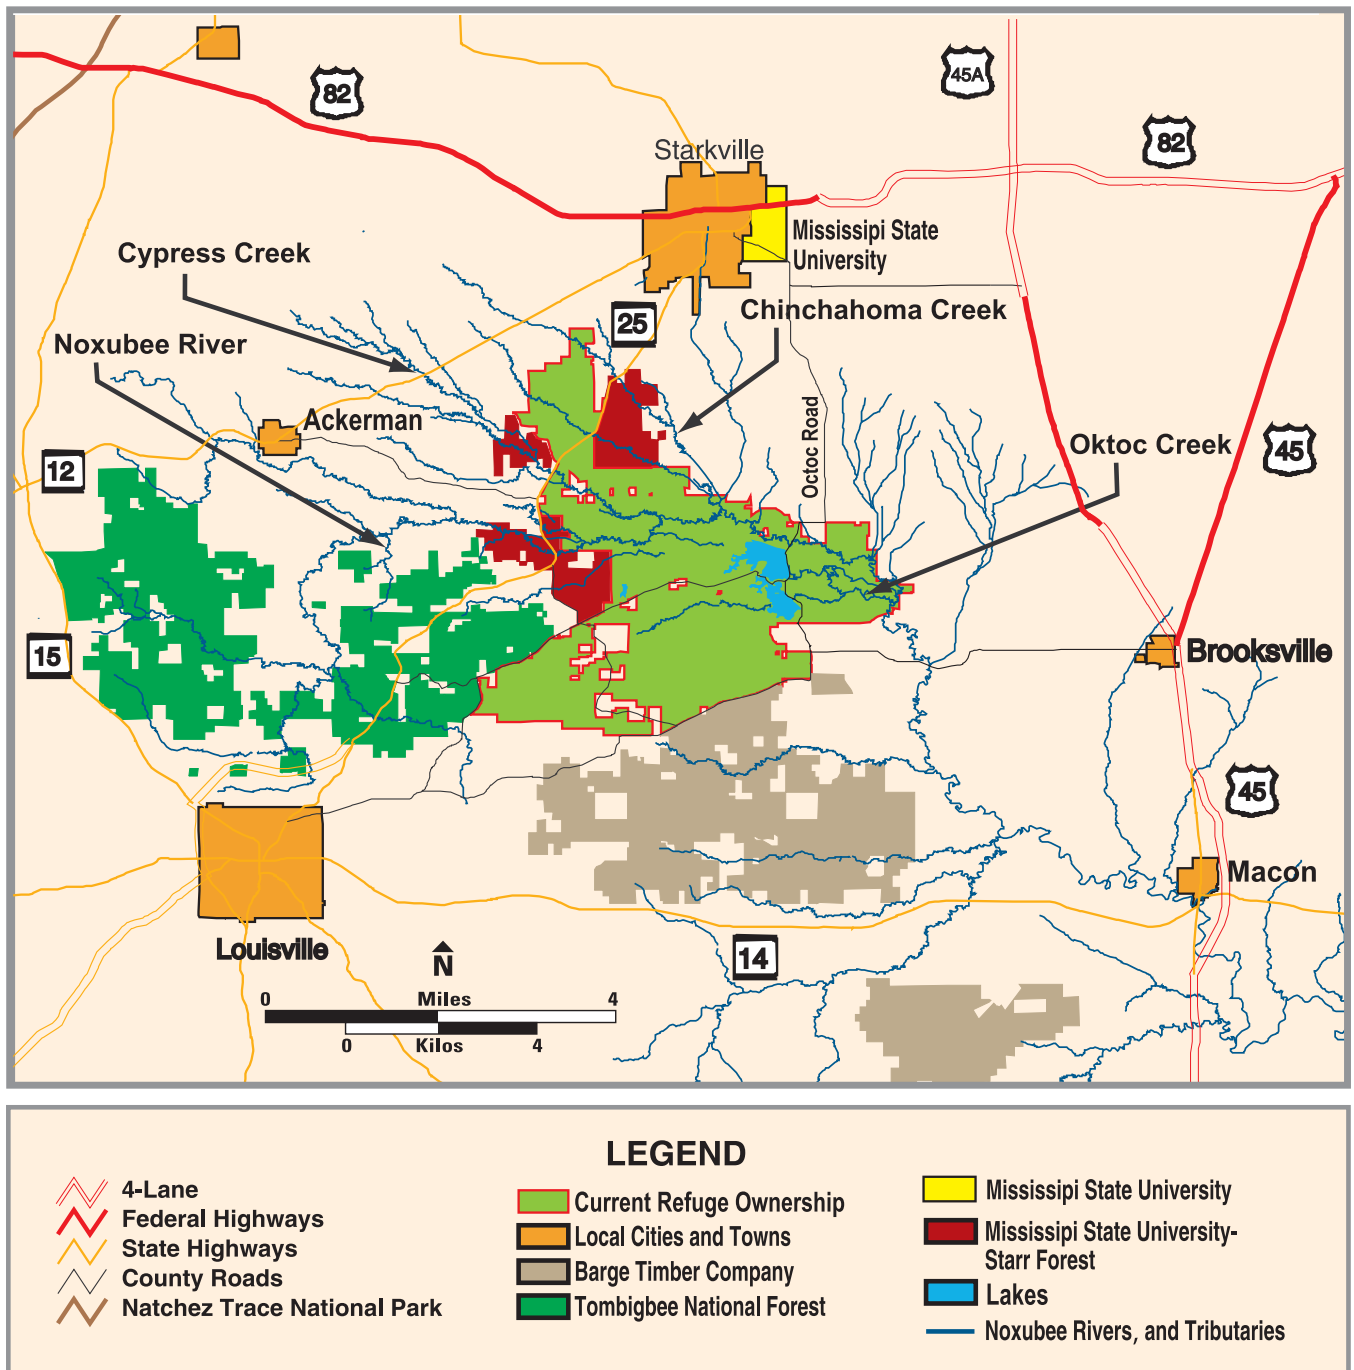 82
45A
82
Starkville
Mississipi State
University
Cypress Creek
Chinchahoma Creek
25
Noxubee River
Ackerman
Octoc Road
Oktoc Creek
45
12
15
Brooksville
45
Macon
Louisville
N
14
0 Miles 4
0 Kilos 4
LEGEND
4-Lane
Federal Highways
State Highways
County Roads
Natchez Trace National Park
Current Refuge Ownership
Local Cities and Towns
Barge Timber Company
Tombigbee National Forest
Mississipi State University
Mississipi State University-
Starr Forest
Lakes
Noxubee Rivers, and Tributaries